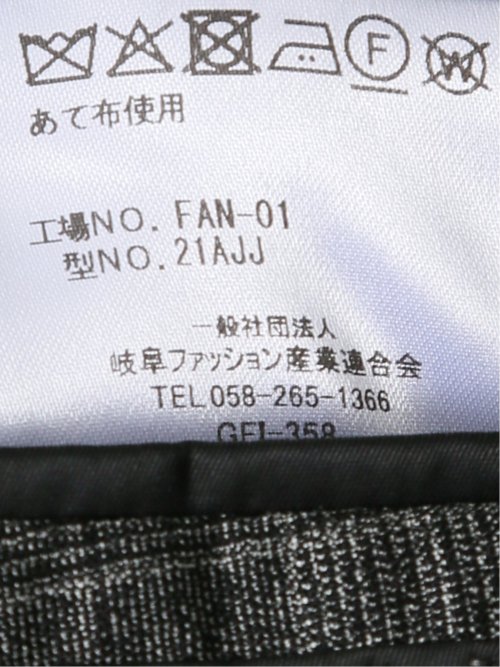 F W
あて布使用
工場NO. FAN-01
型NO. 21AJJ
一般社団法人
岐阜ファッション産業連合会
TEL 058-265-1366
GFI-358